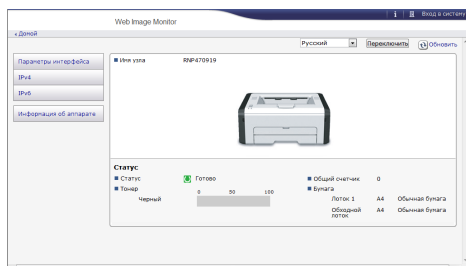 Web Image Monitor
Вход в систему
Домой
Русский Переключить Обновить
Параметры интерфейса
IPv4
IPv6
Информация об аппарате
Имя узла RNP470919
Статус
Статус Готово
Общий счетчик 0
Тонер 0 50 100
Бумага
Черный
Лоток 1 A4 Обычная бумага
Обходной лоток A4 Обычная бумага